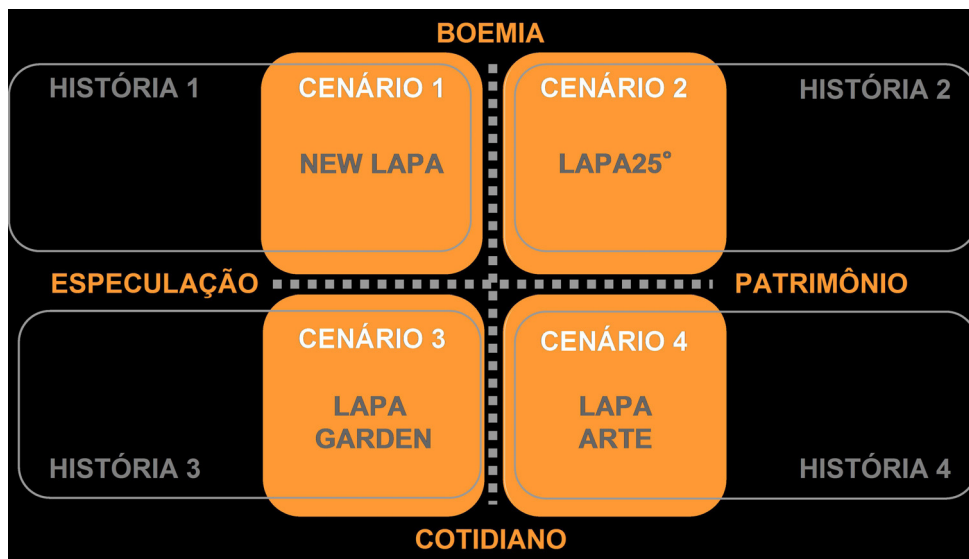 BOEMIA
HISTÓRIA 1
CENÁRIO 1
CENÁRIO 2
HISTÓRIA 2
NEW LAPA
LAPA25°
ESPECULAÇÃO
PATRIMÔNIO
CENÁRIO 3
CENÁRIO 4
LAPA
GARDEN
LAPA
ARTE
HISTÓRIA 3
HISTÓRIA 4
COTIDIANO